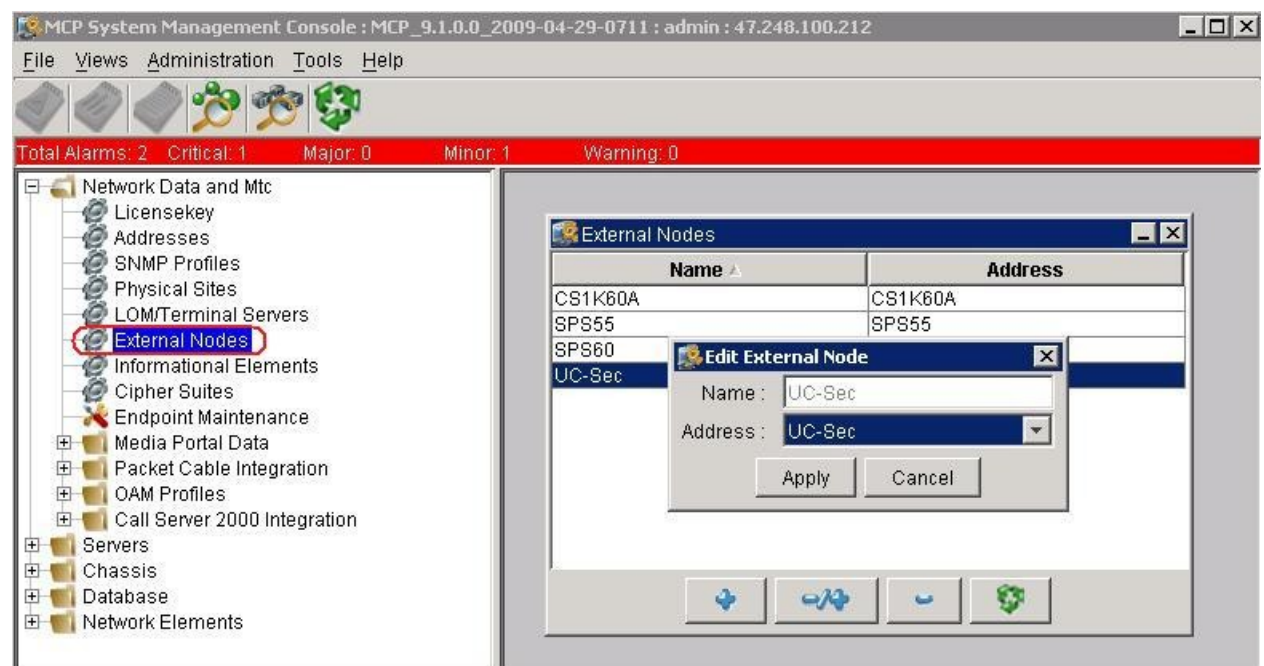 MCP System Management Console : MCP_9.1.0.0_2009-04-29-0711 : admin : 47.248.100.212
File Views Administration Tools Help
Total Alarms: 2 Critical: 1 Major: 0 Minor: 1 Warning: 0
Network Data and Mtc
Licensekey
Addresses
SNMP Profiles
Physical Sites
LOM/Terminal Servers
External Nodes
Informational Elements
Cipher Suites
Endpoint Maintenance
Media Portal Data
Packet Cable Integration
OAM Profiles
Call Server 2000 Integration
Servers
Chassis
Database
Network Elements
External Nodes
Name Address
CS1K60A CS1K60A
SPS55 SPS55
SPS60
UC-Sec
Edit External Node
Name : UC-Sec
Address : UC-Sec
Apply Cancel